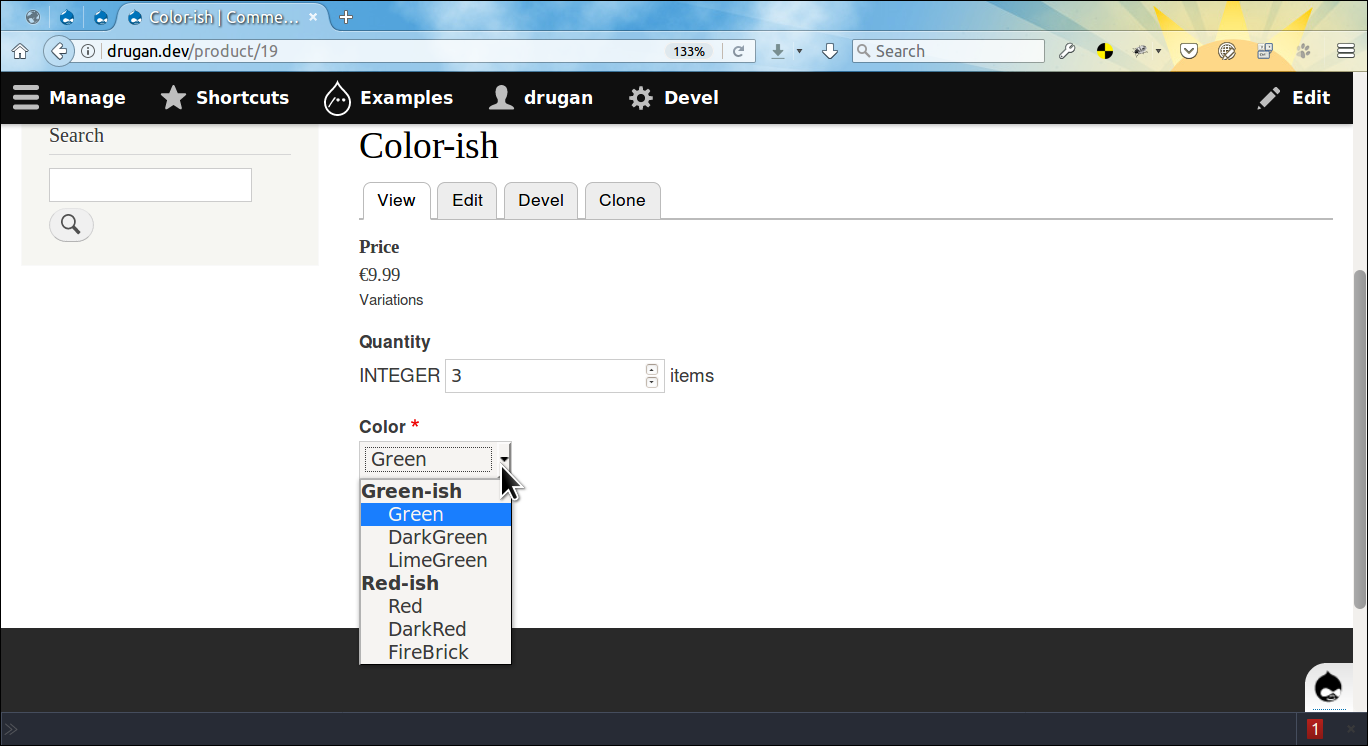 Color-ish | Comme...
drugan.dev/product/19
133%
Search
Manage
Shortcuts
Examples
drugan
Devel
Edit
Search
Color-ish
View
Edit
Devel
Clone
Price
€9.99
Variations
Quantity
INTEGER 3 items
Color *
Green
Green-ish
Green
DarkGreen
LimeGreen
Red-ish
Red
DarkRed
FireBrick
1